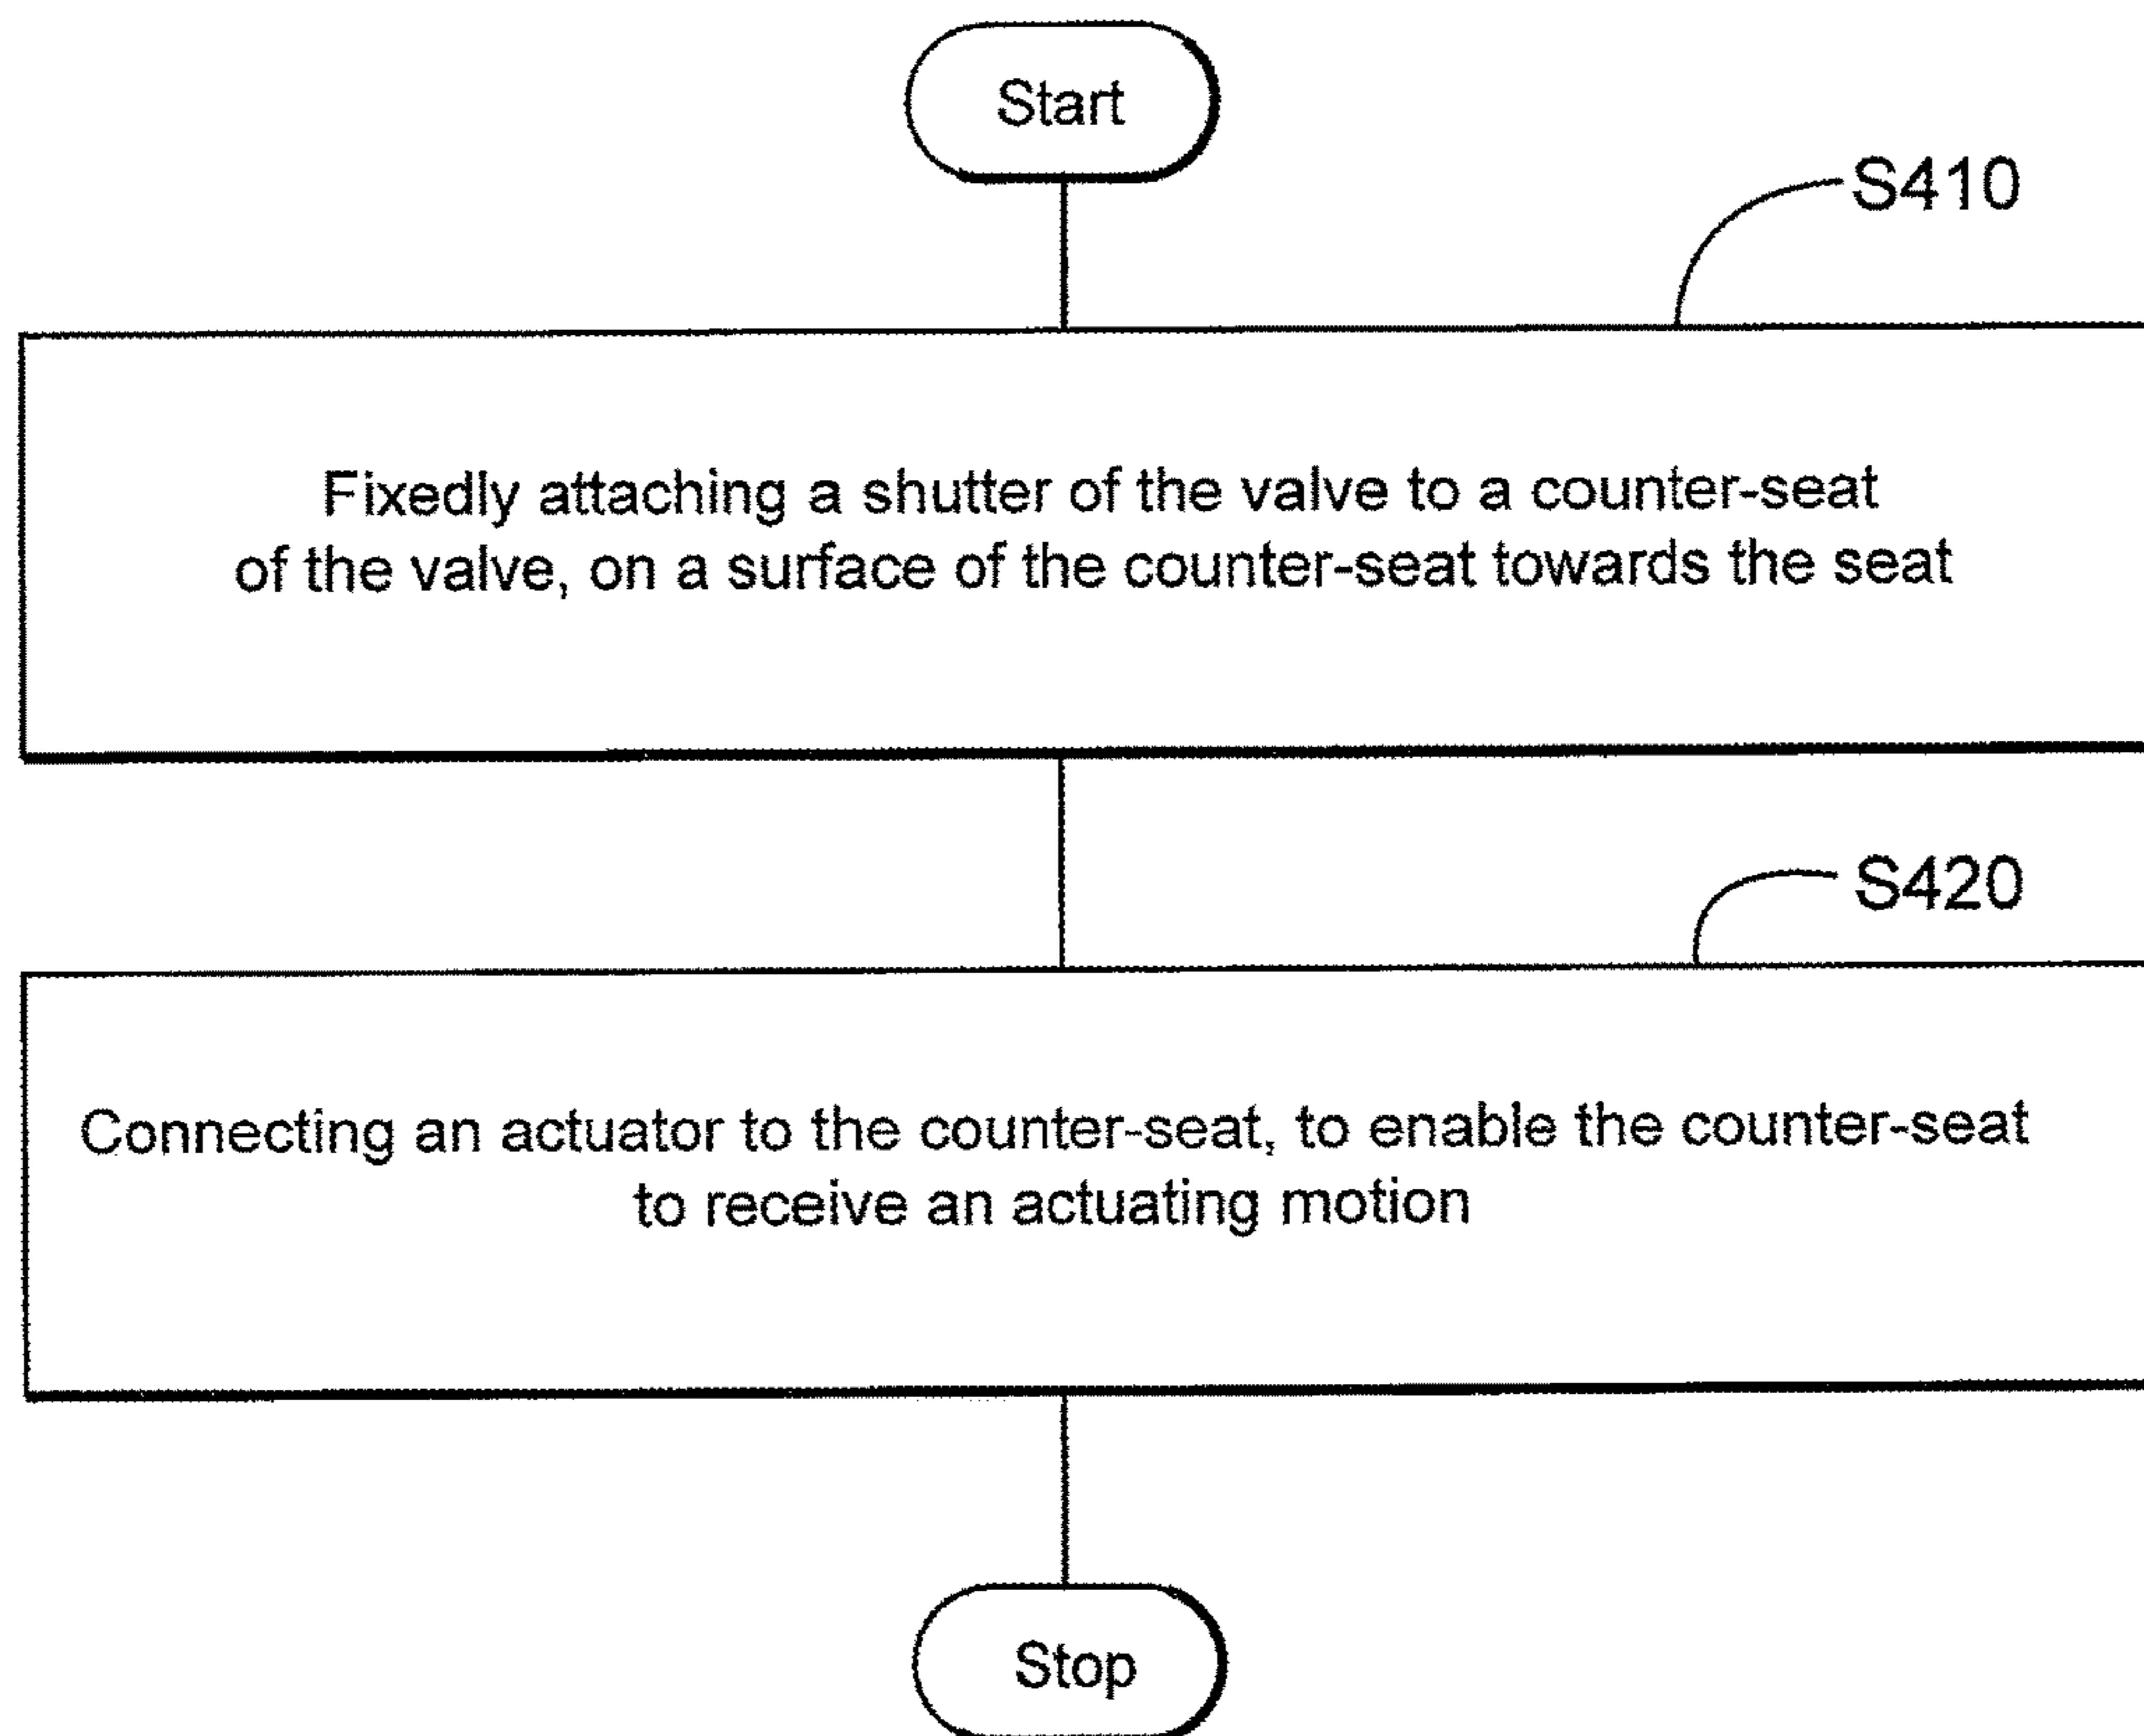 Start
S410
Fixedly attaching a shutter of the valve to a counter-seat
of the valve, on a surface of the counter-seat towards the seat
S420
Connecting an actuator to the counter-seat, to enable the counter-seat
to receive an actuating motion
Stop